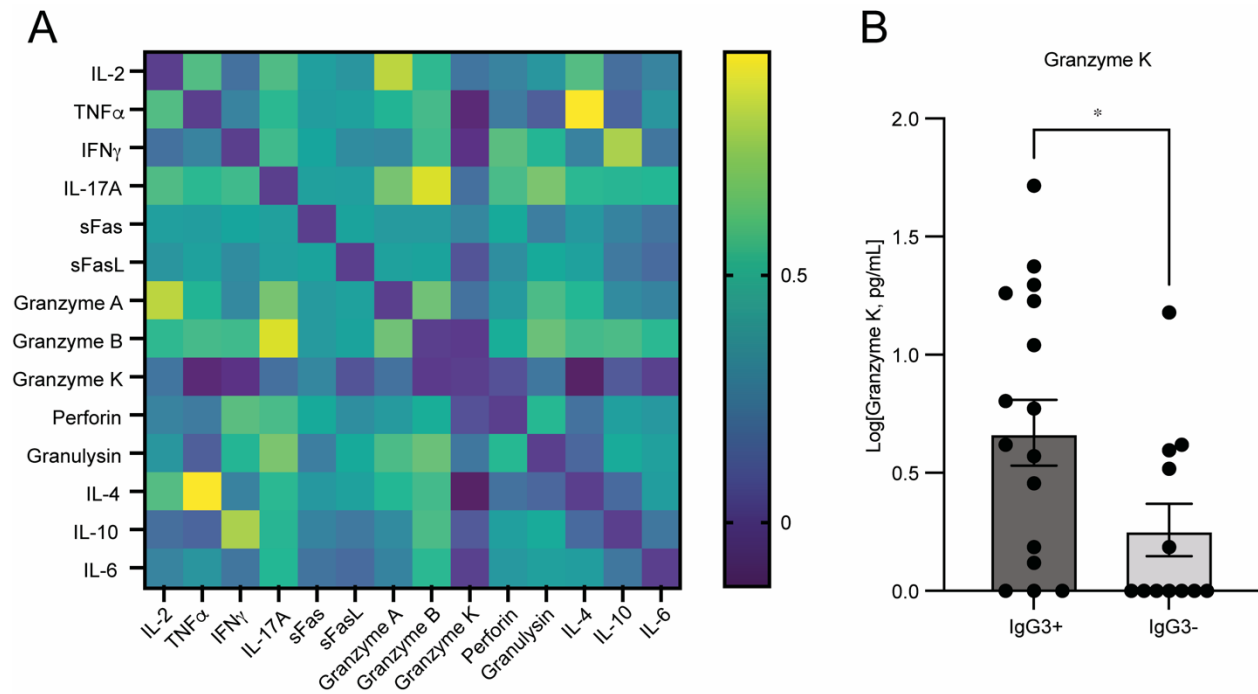 A
IL-2
TNFα
IFNγ
IL-17A
sFas
sFasL
Granzyme A
Granzyme B
Granzyme K
Perforin
Granulysin
IL-4
IL-10
IL-6
IL-2
TNFα
IFNγ
IL-17A
sFas
sFasL
Granzyme A
Granzyme B
Granzyme K
Perforin
Granulysin
IL-4
IL-10
IL-6
0.5
0
B
Granzyme K
*
Log[Granzyme K, pg/mL]
2.0
1.5
1.0
0.5
0.0
IgG3+
IgG3-